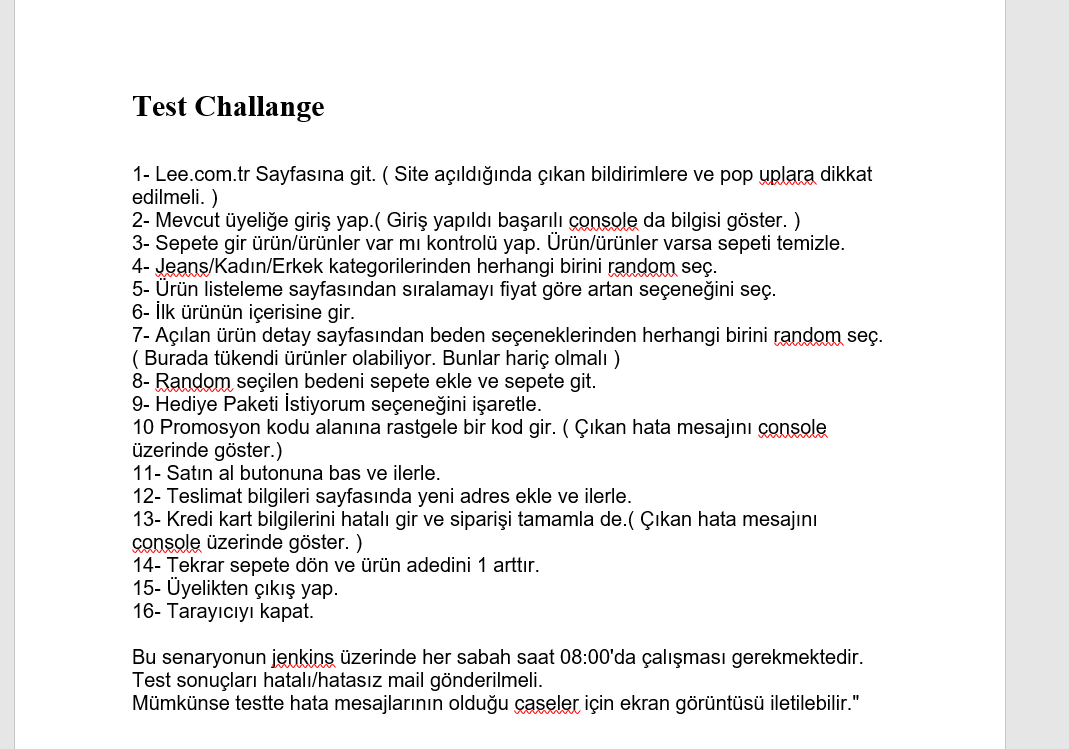 Test Challange
1- Lee.com.tr Sayfasına git. ( Site açıldığında çıkan bildirimlere ve pop uplara dikkat
edilmeli. )
2- Mevcut üyeliğe giriş yap.( Giriş yapıldı başarılı console da bilgisi göster. )
3- Sepete gir ürün/ürünler var mı kontrolü yap. Ürün/ürünler varsa sepeti temizle.
4- Jeans/Kadın/Erkek kategorilerinden herhangi birini random seç.
5- Ürün listeleme sayfasından sıralamayı fiyat göre artan seçeneğini seç.
6- İlk ürünün içerisine gir.
7- Açılan ürün detay sayfasından beden seçeneklerinden herhangi birini random seç.
( Burada tükendi ürünler olabiliyor. Bunlar hariç olmalı )
8- Random seçilen bedeni sepete ekle ve sepete git.
9- Hediye Paketi İstiyorum seçeneğini işaretle.
10 Promosyon kodu alanına rastgele bir kod gir. ( Çıkan hata mesajını console
üzerinde göster.)
11- Satın al butonuna bas ve ilerle.
12- Teslimat bilgileri sayfasında yeni adres ekle ve ilerle.
13- Kredi kart bilgilerini hatalı gir ve siparişi tamamla de.( Çıkan hata mesajını
console üzerinde göster. )
14- Tekrar sepete dön ve ürün adedini 1 arttır.
15- Üyelikten çıkış yap.
16- Tarayıcıyı kapat.
Bu senaryonun jenkins üzerinde her sabah saat 08:00'da çalışması gerekmektedir.
Test sonuçları hatalı/hatasız mail gönderilmeli.
Mümkünse testte hata mesajlarının olduğu caseler için ekran görüntüsü iletilebilir."